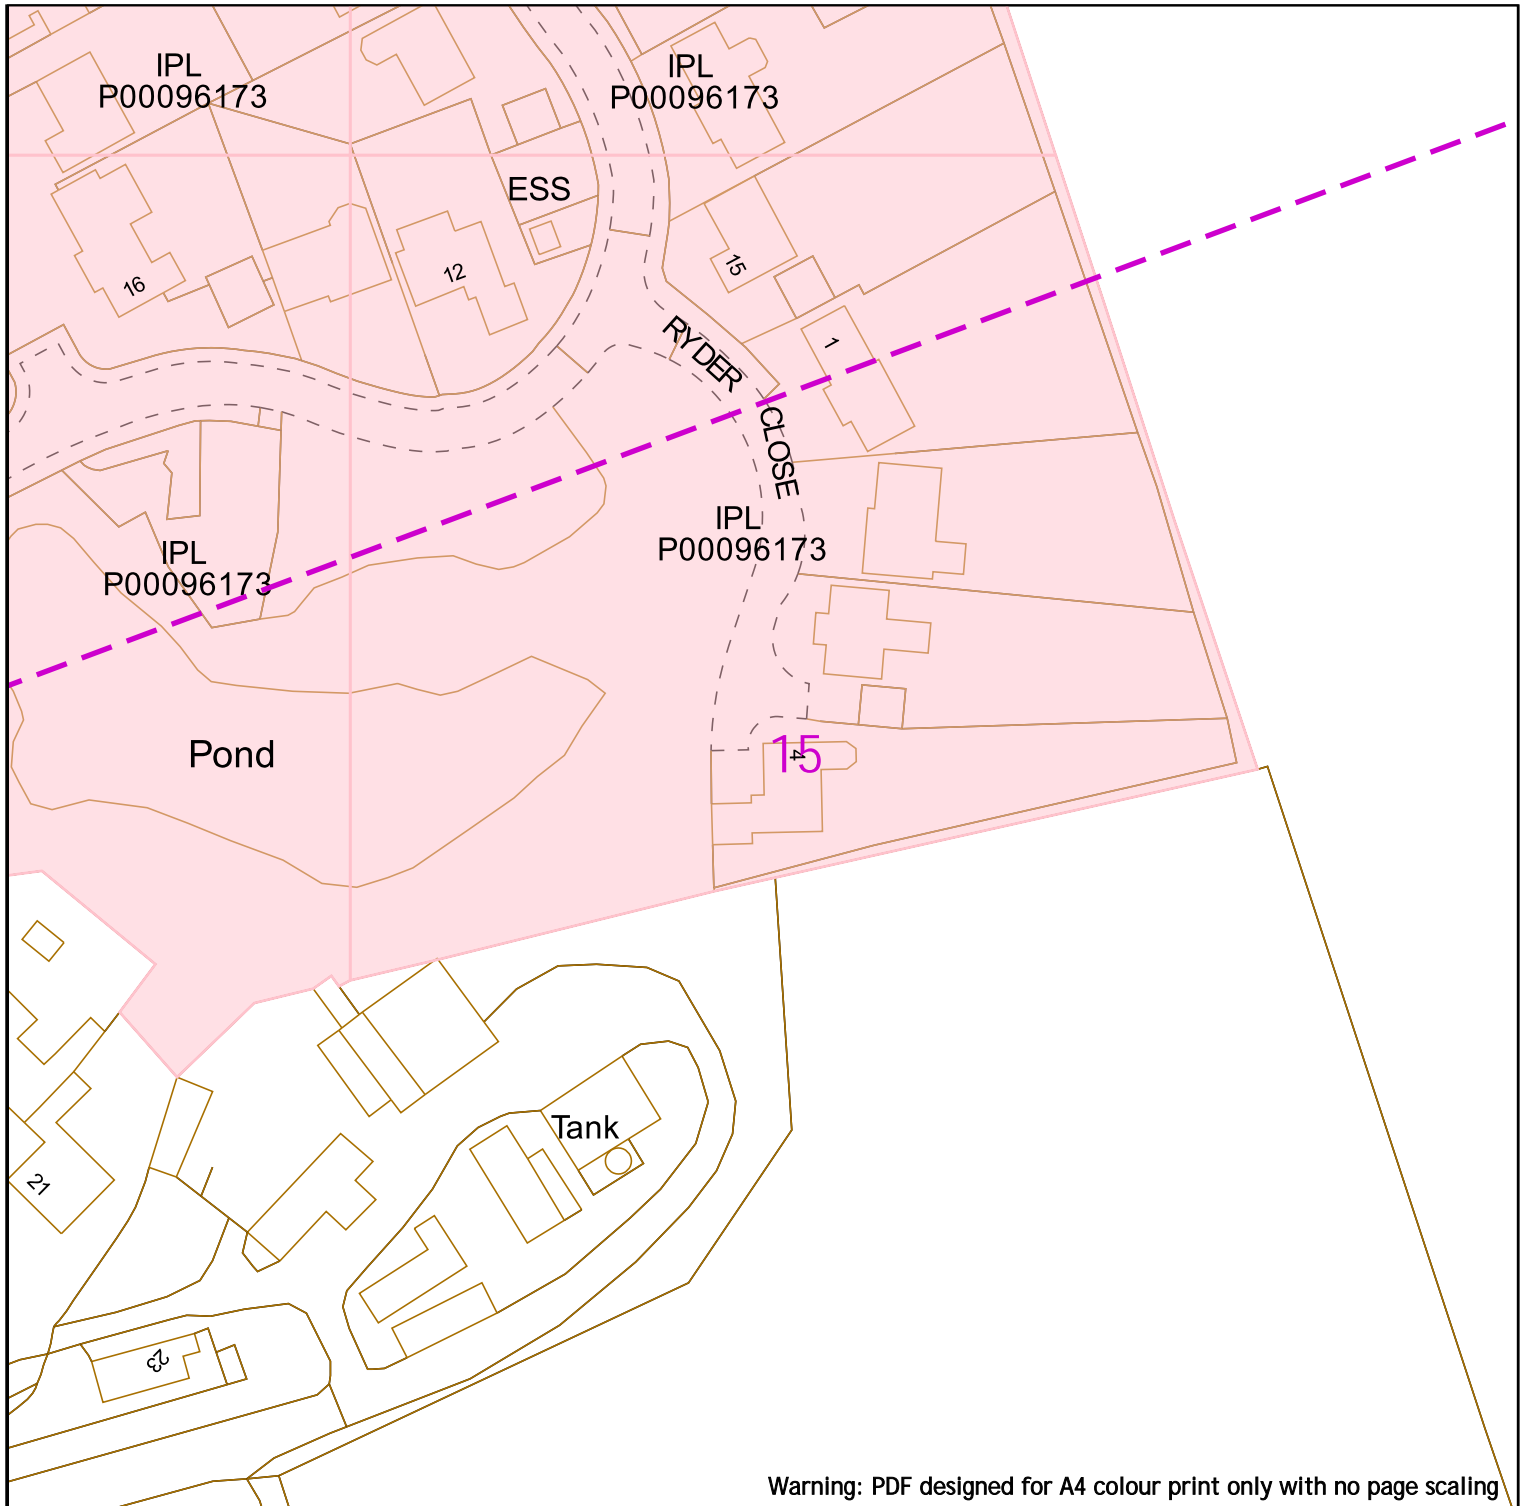 IPL
P00096173
IPL
P00096173
ESS
16
12
15
1
RYDER
CLOSE
IPL
P00096173
IPL
P00096173
Pond
15
4
Tank
21
23
Warning: PDF designed for A4 colour print only with no page scaling